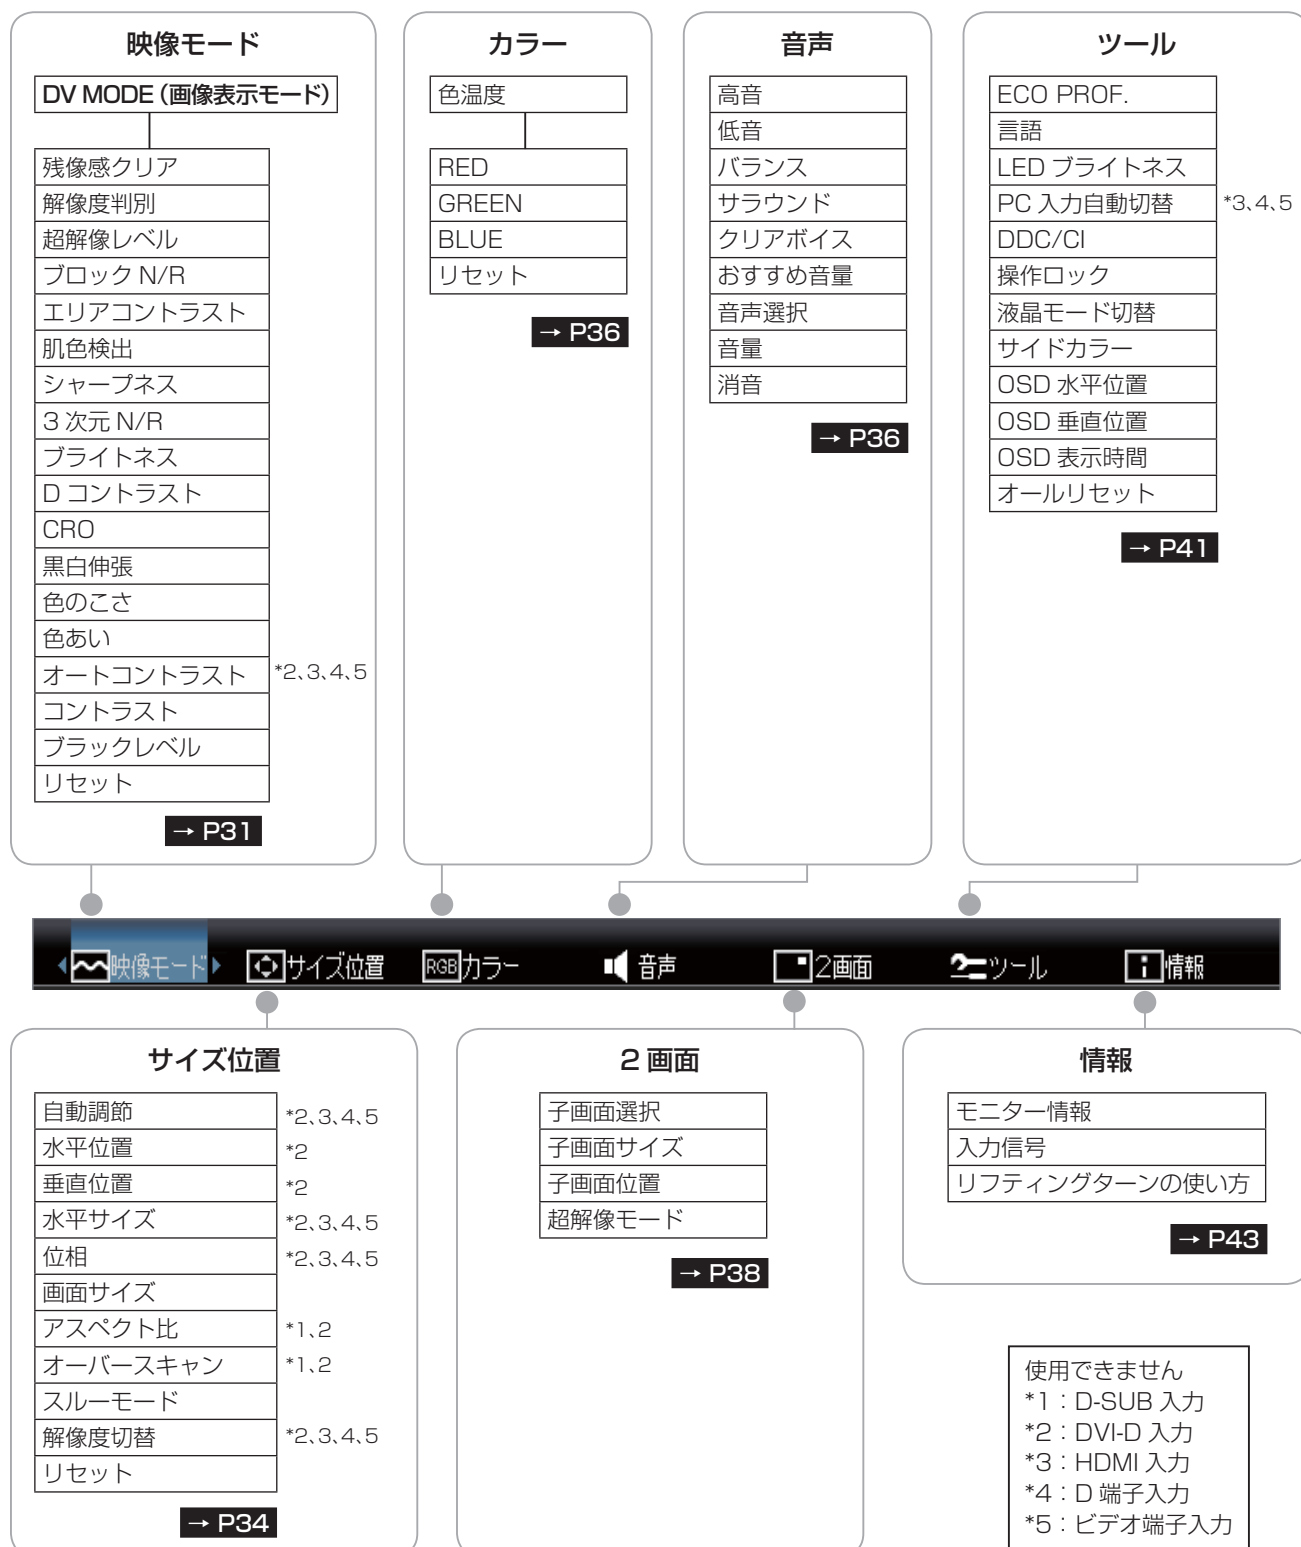 映像モード
DV MODE（画像表示モード）
残像感クリア
解像度判別
超解像レベル
ブロック N/R
エリアコントラスト
肌色検出
シャープネス
3 次元 N/R
ブライトネス
D コントラスト
CRO
黒白伸張
色のこさ
色あい
オートコントラスト *2、3、4、5
コントラスト
ブラックレベル
リセット
→ P31
カラー
色温度
RED
GREEN
BLUE
リセット
→ P36
音声
高音
低音
バランス
サラウンド
クリアボイス
おすすめ音量
音声選択
音量
消音
→ P36
ツール
ECO PROF.
言語
LED ブライトネス
PC 入力自動切替 *3、4、5
DDC/CI
操作ロック
液晶モード切替
サイドカラー
OSD 水平位置
OSD 垂直位置
OSD 表示時間
オールリセット
→ P41
映像モード サイズ位置 RGB カラー 音声 2画面 ツール i 情報
サイズ位置
自動調節 *2、3、4、5
水平位置 *2
垂直位置 *2
水平サイズ *2、3、4、5
位相 *2、3、4、5
画面サイズ
アスペクト比 *1、2
オーバースキャン *1、2
スルーモード
解像度切替 *2、3、4、5
リセット
→ P34
2 画面
子画面選択
子画面サイズ
子画面位置
超解像モード
→ P38
情報
モニター情報
入力信号
リフティングターンの使い方
→ P43
使用できません
*1：D-SUB 入力
*2：DVI-D 入力
*3：HDMI 入力
*4：D 端子入力
*5：ビデオ端子入力